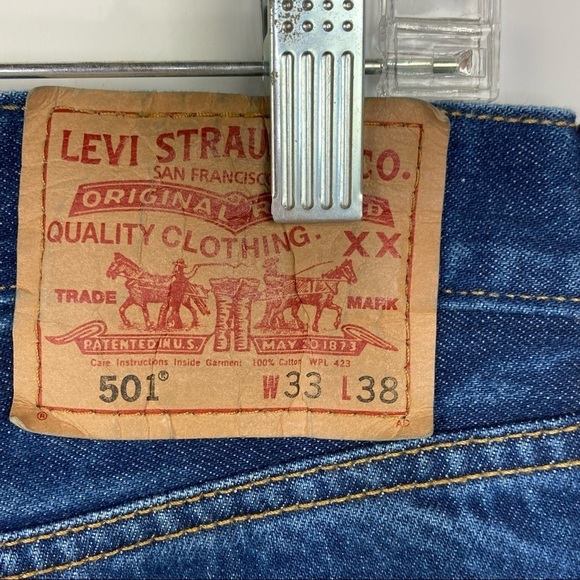 LEVI STRAU CO.
SAN FRANCISCO
ORIGINAL
QUALITY CLOTHING. XX
TRADE MARK
PATENTED IN U.S. MAY 20 1873
Care Instructions Inside Garment 100% Cotton WPL 423
501® W33 L38
®